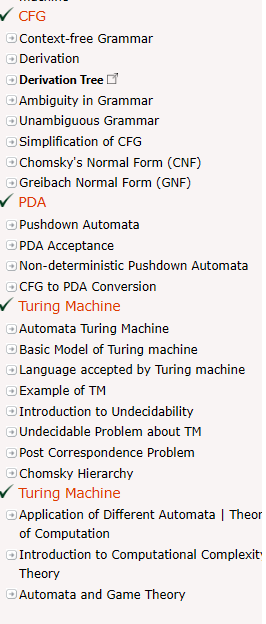 CFG
Context-free Grammar
Derivation
Derivation Tree
Ambiguity in Grammar
Unambiguous Grammar
Simplification of CFG
Chomsky's Normal Form (CNF)
Greibach Normal Form (GNF)
PDA
Pushdown Automata
PDA Acceptance
Non-deterministic Pushdown Automata
CFG to PDA Conversion
Turing Machine
Automata Turing Machine
Basic Model of Turing machine
Language accepted by Turing machine
Example of TM
Introduction to Undecidability
Undecidable Problem about TM
Post Correspondence Problem
Chomsky Hierarchy
Turing Machine
Application of Different Automata | Theor
of Computation
Introduction to Computational Complexity
Theory
Automata and Game Theory